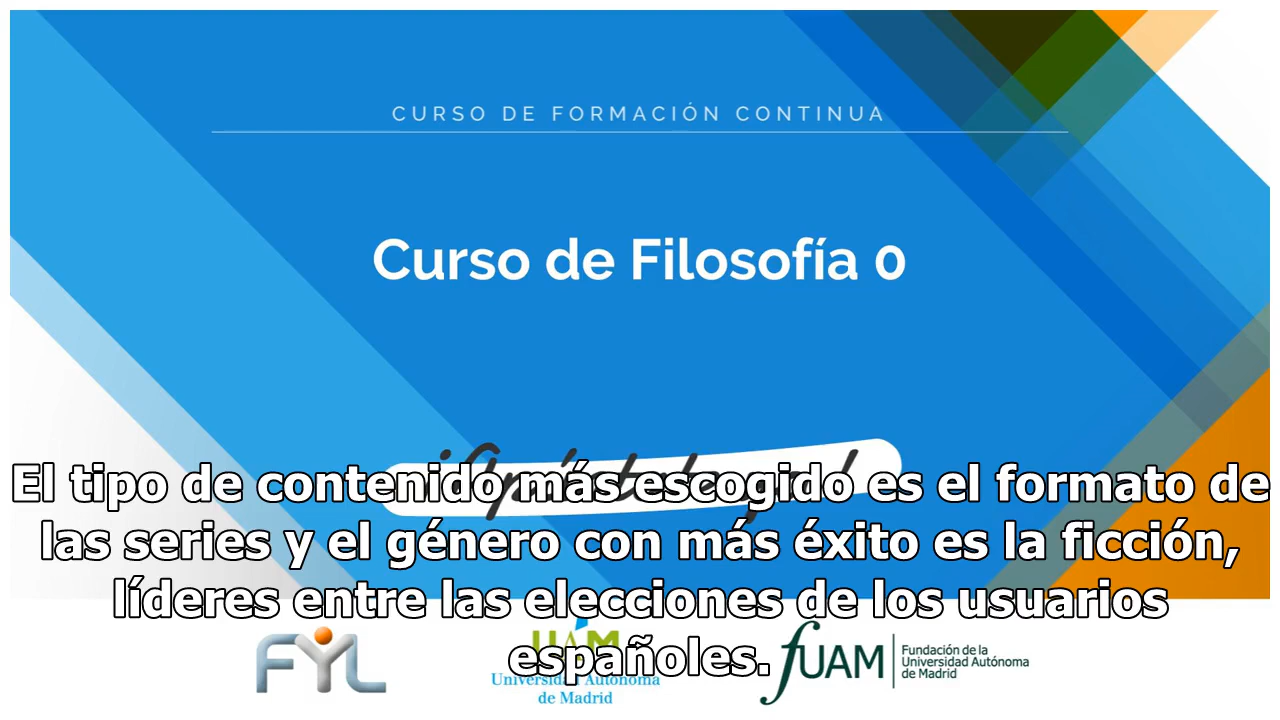 CURSO DE FORMACIÓN CONTINUA
Curso de Filosofía 0
El tipo de contenido más escogido es el formato de
las series y el género con más éxito es la ficción,
líderes entre las elecciones de los usuarios
españoles.
FYL
UAM
Universidad Autónoma
de Madrid
fUAM
Fundación de la
Universidad Autónoma
de Madrid